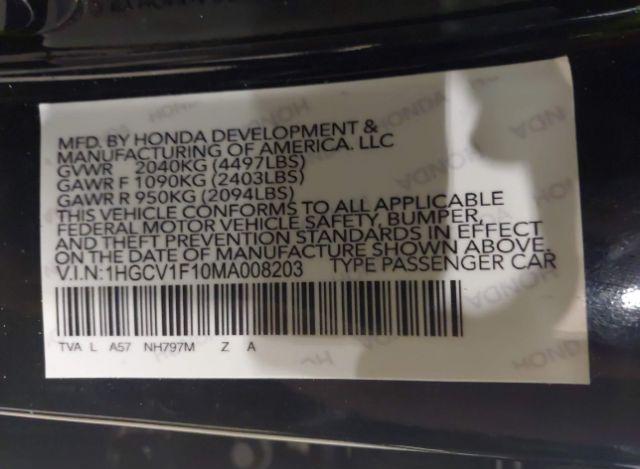 MFD. BY HONDA DEVELOPMENT &
MANUFACTURING OF AMERICA. LLC
GVWR 2040KG (4497LBS)
GAWR F 1090KG (2403LBS)
GAWR R 950KG (2094LBS)
THIS VEHICLE CONFORMS TO ALL APPLICABLE
FEDERAL MOTOR VEHICLE SAFETY, BUMPER,
AND THEFT PREVENTION STANDARDS IN EFFECT
ON THE DATE OF MANUFACTURE SHOWN ABOVE.
V.I.N:1HGCV1F10MA008203 TYPE PASSENGER CAR
TVA L A57 NH797M Z A